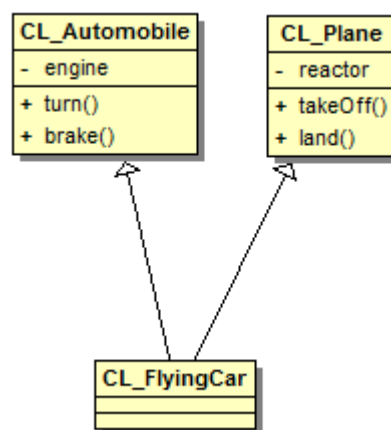 CL_Automobile
- engine
+ turn()
+ brake()
CL_Plane
- reactor
+ takeOff()
+ land()
CL_FlyingCar